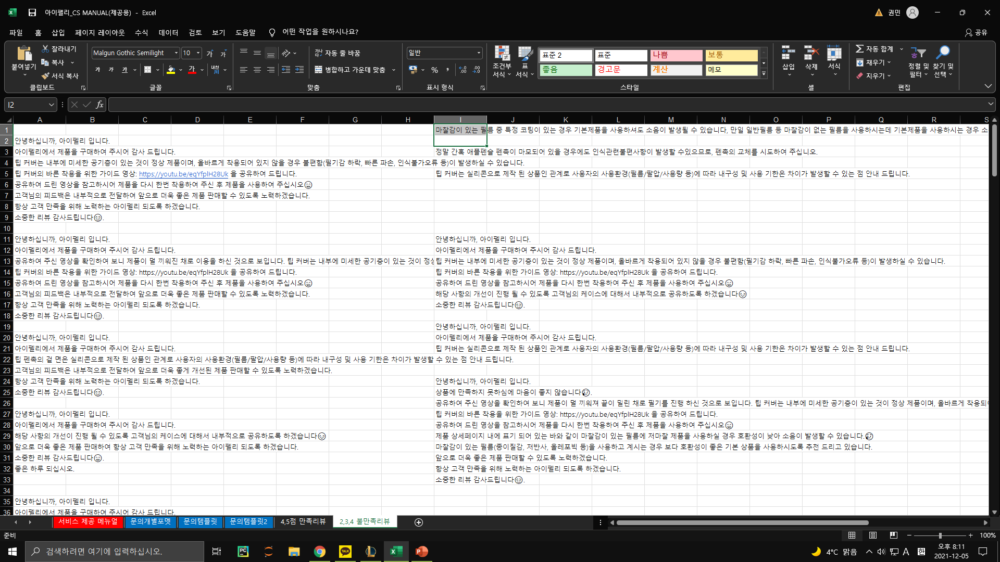 아이펠리_CS MANUAL(제공용) - Excel
권민
파일 홈 삽입 페이지 레이아웃 수식 데이터 검토 보기 도움말 어떤 작업을 원하시나요? 공유
붙여넣기
잘라내기
복사
서식 복사
클립보드
Malgun Gothic Semilight 10 가 가
가 가 가 가 내천
글꼴
자동 줄 바꿈
병합하고 가운데 맞춤
맞춤
일반
% ,
표시 형식
조건부 서식
표 서식
표준 2 표준 나쁨 보통
좋음 경고문 계산 메모
스타일
삽입 삭제 서식
셀
자동 합계
채우기
지우기
정렬 및 필터
찾기 및 선택
편집
I2 fx
A B C D E F G H I J K L M N O P Q R S
1 마찰감이 있는 필름 중 특정 코팅이 있는 경우 기본제품을 사용하셔도 소음이 발생될 수 있습니다, 만일 일반필름 등 마찰감이 없는 필름을 사용하시는데 기본제품을 사용하시는 경우 소
2 안녕하십니까, 아이펠리 입니다.
3 아이펠리에서 제품을 구매하여 주시어 감사 드립니다. 정말 간혹 애플펜슬 펜촉이 마모되어 있을 경우에도 인식관련불편사항이 발생할 수있으므로, 펜촉의 교체를 시도하여 주십니오.
4 팁 커버는 내부에 미세한 공기층이 있는 것이 정상 제품이며, 올바르게 착용되어 있지 않을 경우 불편함(필기감 하락, 빠른 파손, 인식불가오류 등)이 발생하실 수 있습니다.
5 팁 커버의 바른 착용을 위한 가이드 영상: https://youtu.be/eqYfpIH28Uk 을 공유하여 드립니다. 팁 커버는 실리콘으로 제작 된 상품인 관계로 사용자의 사용환경(필름/팔압/사용량 등)에 따라 내구성 및 사용 기한은 차이가 발생할 수 있는 점 안내 드립니다.
6 공유하여 드린 영상을 참고하시어 제품을 다시 한번 착용하여 주신 후 제품을 사용하여 주십시오😄
7 고객님의 피드백은 내부적으로 전달하여 앞으로 더욱 좋은 제품 판매할 수 있도록 노력하겠습니다.
8 항상 고객 만족을 위해 노력하는 아이펠리 되도록 하겠습니다.
9 소중한 리뷰 감사드립니다😊.
10
11 안녕하십니까, 아이펠리 입니다. 안녕하십니까, 아이펠리 입니다.
12 아이펠리에서 제품을 구매하여 주시어 감사 드립니다. 아이펠리에서 제품을 구매하여 주시어 감사 드립니다.
13 공유하여 주신 영상을 확인하여 보니 제품이 덜 끼워진 채로 이용을 하신 것으로 보입니다. 팁 커버는 내부에 미세한 공기층이 있는 것이 정상 팁 커버는 내부에 미세한 공기층이 있는 것이 정상 제품이며, 올바르게 착용되어 있지 않을 경우 불편함(필기감 하락, 빠른 파손, 인식불가오류 등)이 발생하실 수 있습니다.
14 팁 커버의 바른 착용을 위한 가이드 영상: https://youtu.be/eqYfpIH28Uk 을 공유하여 드립니다. 팁 커버의 바른 착용을 위한 가이드 영상: https://youtu.be/eqYfpIH28Uk 을 공유하여 드립니다.
15 공유하여 드린 영상을 참고하시어 제품을 다시 한번 착용하여 주신 후 제품을 사용하여 주십시오😄 공유하여 드린 영상을 참고하시어 제품을 다시 한번 착용하여 주신 후 제품을 사용하여 주십시오😄
16 고객님의 피드백은 내부적으로 전달하여 앞으로 더욱 좋은 제품 판매할 수 있도록 노력하겠습니다. 해당 사항의 개선이 진행 될 수 있도록 고객님의 케이스에 대해서 내부적으로 공유하도록 하겠습니다😥
17 항상 고객 만족을 위해 노력하는 아이펠리 되도록 하겠습니다. 소중한 리뷰 감사드립니다😊.
18 소중한 리뷰 감사드립니다😊.
19 안녕하십니까, 아이펠리 입니다.
20 안녕하십니까, 아이펠리 입니다. 아이펠리에서 제품을 구매하여 주시어 감사 드립니다.
21 아이펠리에서 제품을 구매하여 주시어 감사 드립니다. 팁 커버는 실리콘으로 제작 된 상품인 관계로 사용자의 사용환경(필름/팔압/사용량 등)에 따라 내구성 및 사용 기한은 차이가 발생할 수 있는 점 안내 드립니다.
22 팁 펜촉의 겉 면은 실리콘으로 제작 된 상품인 관계로 사용자의 사용환경(필름/팔압/사용량 등)에 따라 내구성 및 사용 기한은 차이가 발생할 수 있는 점 안내 드립니다.
23 고객님의 피드백은 내부적으로 전달하여 앞으로 더욱 좋게 개선된 제품 판매할 수 있도록 노력하겠습니다.
24 항상 고객 만족을 위해 노력하는 아이펠리 되도록 하겠습니다. 안녕하십니까, 아이펠리 입니다.
25 소중한 리뷰 감사드립니다😊. 상품에 만족하지 못하심에 마음이 좋지 않습니다😢.
26 공유하여 주신 영상을 확인하여 보니 제품이 덜 끼워져 끝이 밀린 채로 필기를 진행 하신 것으로 보입니다. 팁 커버는 내부에 미세한 공기층이 있는 것이 정상 제품이며, 올바르게 착용되어
27 안녕하십니까, 아이펠리 입니다. 팁 커버의 바른 착용을 위한 가이드 영상: https://youtu.be/eqYfpIH28Uk 을 공유하여 드립니다.
28 아이펠리에서 제품을 구매하여 주시어 감사 드립니다. 공유하여 드린 영상을 참고하시어 제품을 다시 한번 착용하여 주신 후 제품을 사용하여 주십시오😄
29 해당 사항의 개선이 진행 될 수 있도록 고객님의 케이스에 대해서 내부적으로 공유하도록 하겠습니다😥 제품 상세페이지 내에 표기 되어 있는 바와 같이 마찰감이 있는 필름에 저마찰 제품을 사용하실 경우 호환성이 낮아 소음이 발생할 수 있습니다.😢
30 앞으로 더욱 좋은 제품 판매하여 항상 고객 만족을 위해 노력하는 아이펠리 되도록 하겠습니다. 마찰감이 있는 필름(종이질감, 저반사, 올레포빅 등)을 사용하고 계시는 경우 보다 호환성이 좋은 기본 상품을 사용하시도록 추천 드리고 있습니다.
31 소중한 리뷰 감사드립니다😄. 앞으로 더욱 좋은 제품 판매할 수 있도록 노력하겠습니다.
32 좋은 하루 되십시오. 항상 고객 만족을 위해 노력하는 아이펠리 되도록 하겠습니다.
33 소중한 리뷰 감사드립니다😊.
34
35 안녕하십니까, 아이펠리 입니다.
36 아이펠리에서 제품을 구매하여 주시어 감사 드립니다.
서비스 제공 메뉴얼 문의개별포멧 문의템플릿 문의템플릿2 4,5점 만족리뷰 2,3,4 불만족리뷰
준비 100%
검색하려면 여기에 입력하십시오.
PC TALK
4°C 맑음 A 한 오후 8:11
2021-12-05